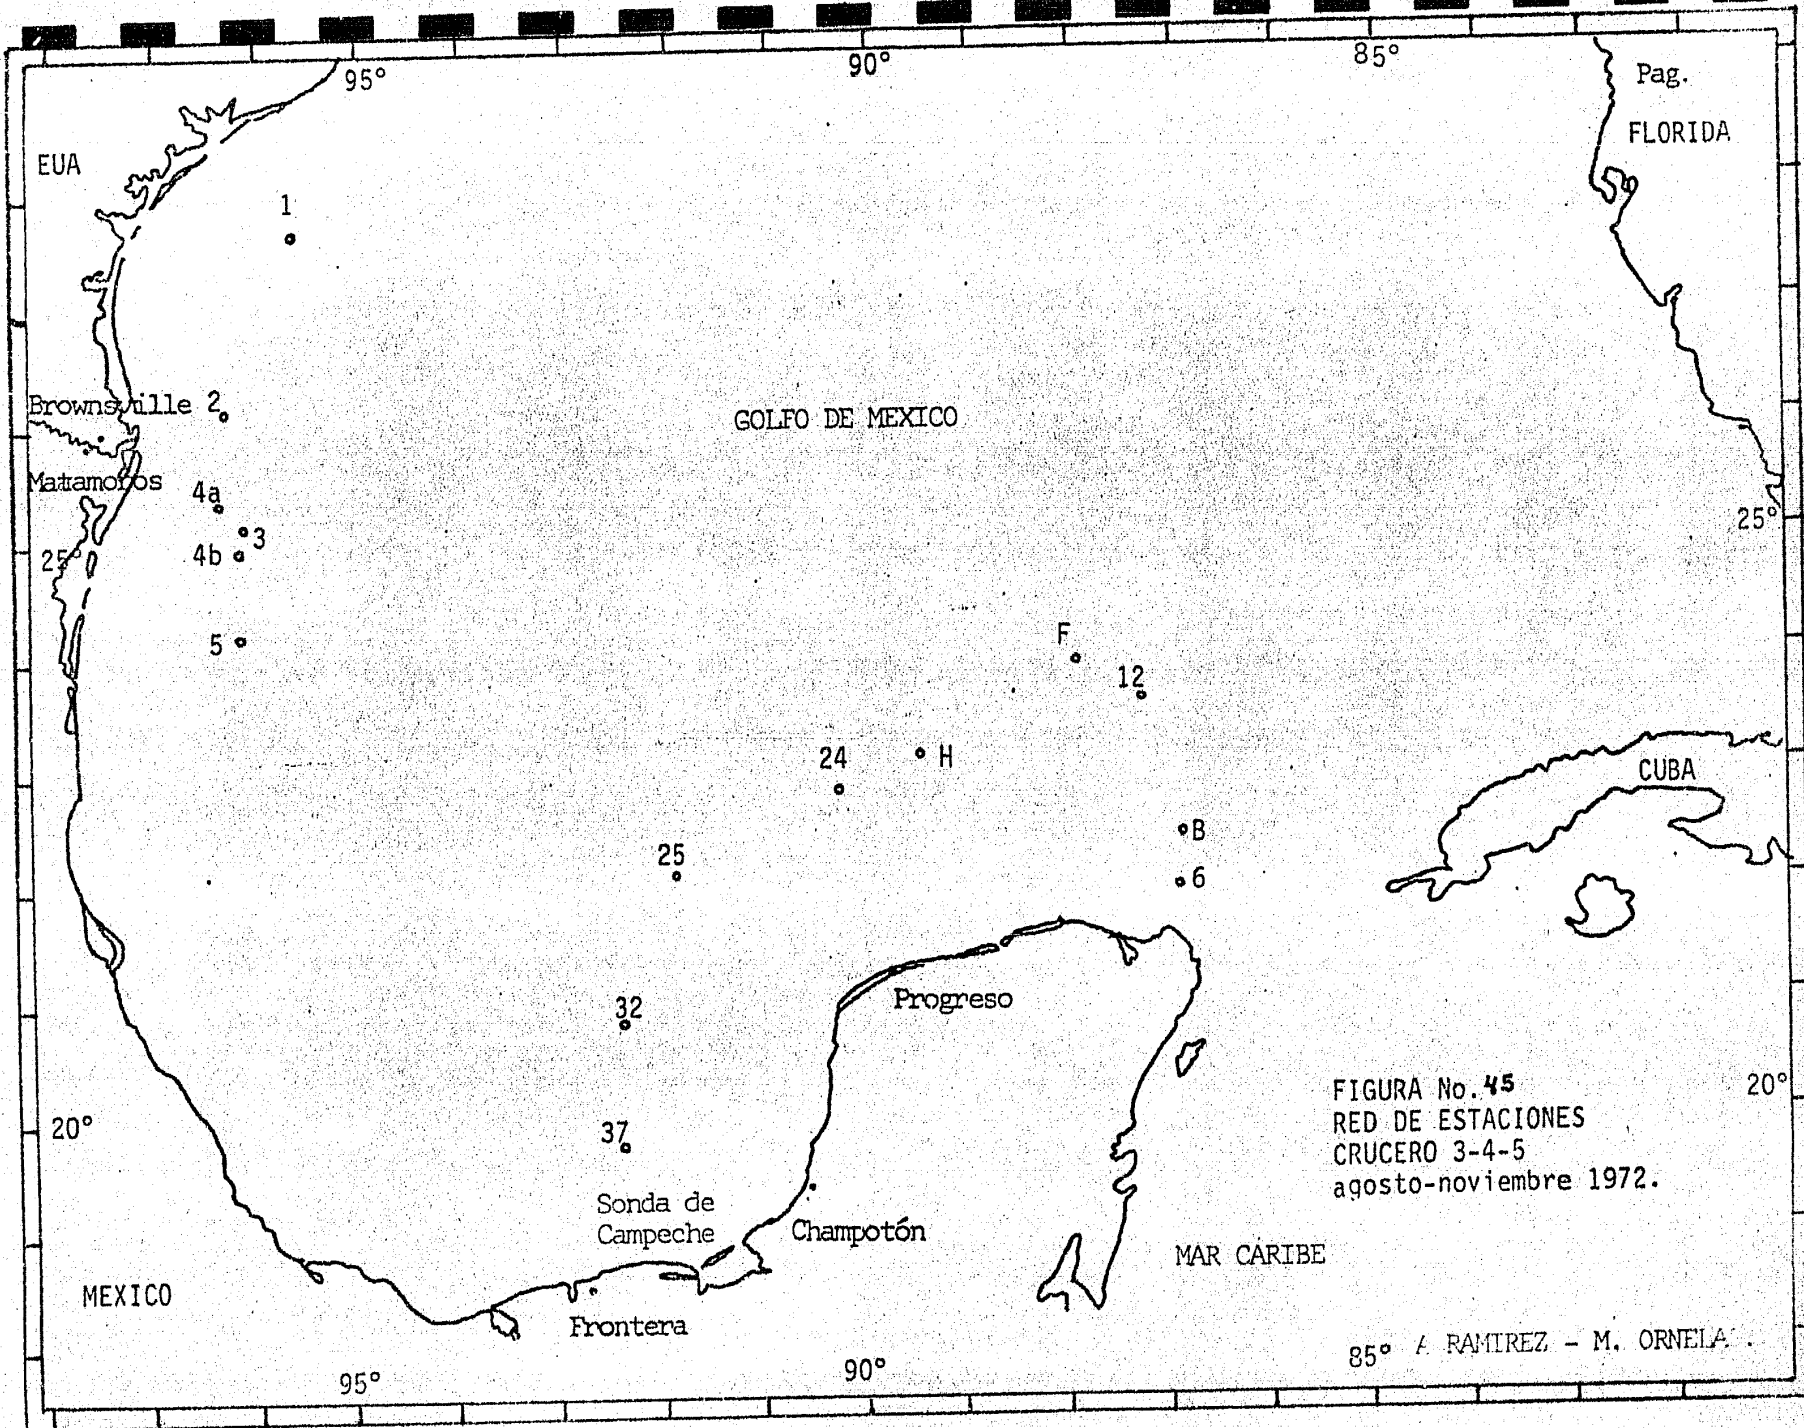 95°
90°
85°
Pag.
FLORIDA
EUA
1
Brownsville 2
GOLFO DE MEXICO
Matamoros
4a
3
4b
25°
25°
5
F
12
24
H
CUBA
B
25
6
Progreso
32
FIGURA No. 45
RED DE ESTACIONES
CRUCERO 3-4-5
agosto-noviembre 1972.
20°
20°
37
Sonda de
Campeche
Champotón
MAR CARIBE
MEXICO
Frontera
85°
A RAMIREZ - M. ORNELA
90°
95°